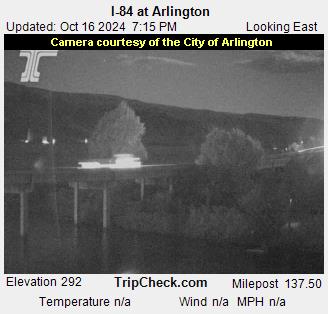 I-84 at Arlington
Updated: Oct 16 2024 7:15 PM Looking East
Camera courtesy of the City of Arlington
Elevation 292 TripCheck.com Milepost 137.50
Temperature n/a Wind n/a MPH n/a